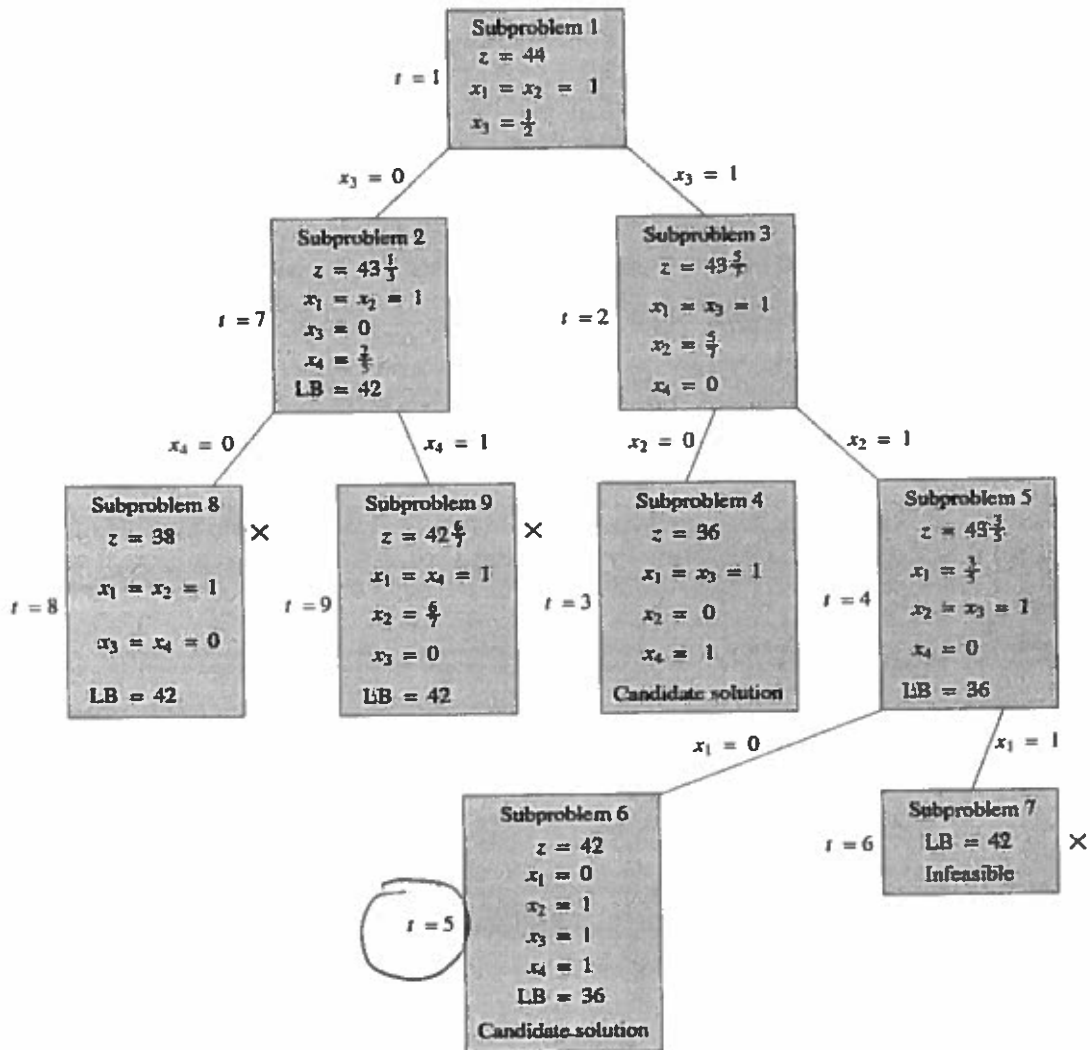 Subproblem 1
z = 44
t = 1
x₁ = x₂ = 1
x₃ = 1/2
x₃ = 0
x₃ = 1
Subproblem 2
z = 43 1/3
x₁ = x₂ = 1
t = 7
x₃ = 0
x₄ = 2/5
LB = 42
Subproblem 3
z = 43 5/7
x₁ = x₃ = 1
t = 2
x₂ = 5/7
x₄ = 0
x₄ = 0
x₄ = 1
x₂ = 0
x₂ = 1
Subproblem 8
z = 38
×
x₁ = x₂ = 1
t = 8
x₃ = x₄ = 0
LB = 42
Subproblem 9
z = 42 6/7
×
x₁ = x₄ = 1
t = 9
x₂ = 6/7
x₃ = 0
LB = 42
Subproblem 4
z = 36
x₁ = x₃ = 1
t = 3
x₂ = 0
x₄ = 1
Candidate solution
Subproblem 5
z = 43 3/5
x₁ = 3/5
t = 4
x₂ = x₃ = 1
x₄ = 0
LB = 36
x₁ = 0
x₁ = 1
Subproblem 6
z = 42
x₁ = 0
x₂ = 1
t = 5
x₃ = 1
x₄ = 1
LB = 36
Candidate solution
Subproblem 7
t = 6
LB = 42
×
Infeasible